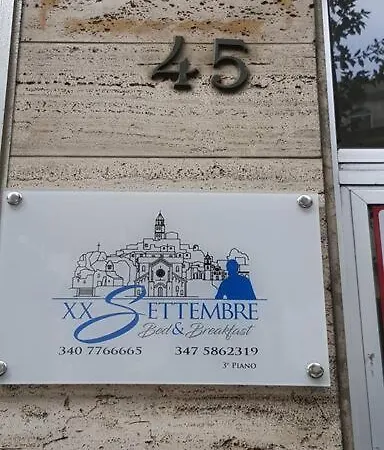 45
XX SETTEMBRE
Bed & Breakfast
340 7766665 347 5862319
3° PIANO